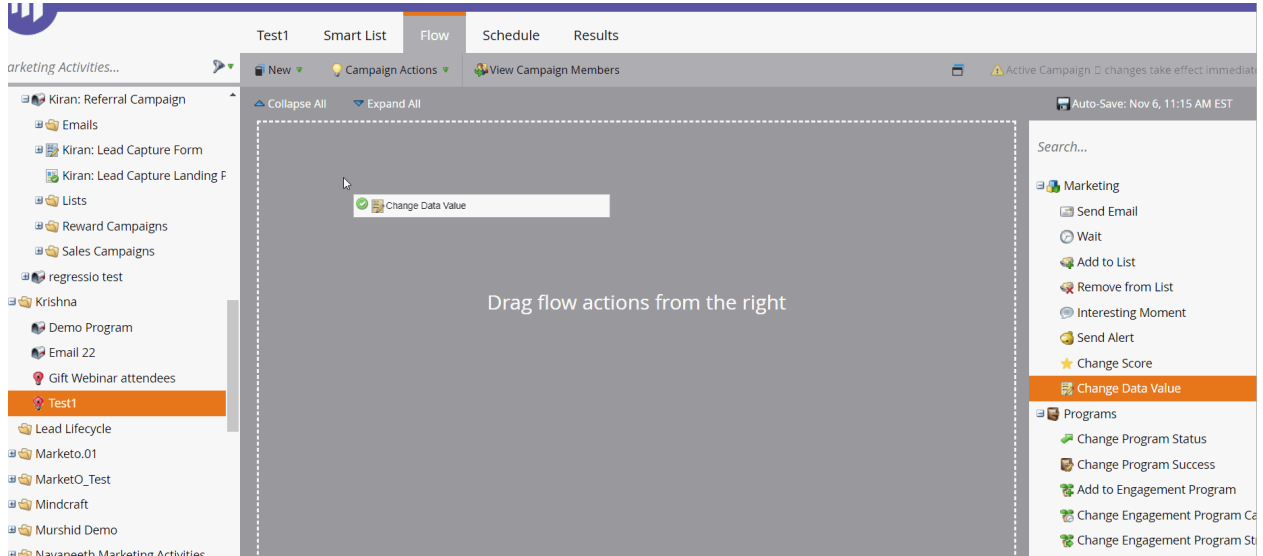 Test1 Smart List Flow Schedule Results
arketing Activities...
New Campaign Actions View Campaign Members Active Campaign changes take effect immediat
Collapse All Expand All Auto-Save: Nov 6, 11:15 AM EST
Kiran: Referral Campaign
Emails
Kiran: Lead Capture Form
Kiran: Lead Capture Landing P
Lists
Reward Campaigns
Sales Campaigns
regressio test
Krishna
Demo Program
Email 22
Gift Webinar attendees
Test1
Lead Lifecycle
Marketo.01
MarketO_Test
Mindcraft
Murshid Demo
Navaneeth Marketing Activities
Change Data Value
Drag flow actions from the right
Search...
Marketing
Send Email
Wait
Add to List
Remove from List
Interesting Moment
Send Alert
Change Score
Change Data Value
Programs
Change Program Status
Change Program Success
Add to Engagement Program
Change Engagement Program Ca
Change Engagement Program St